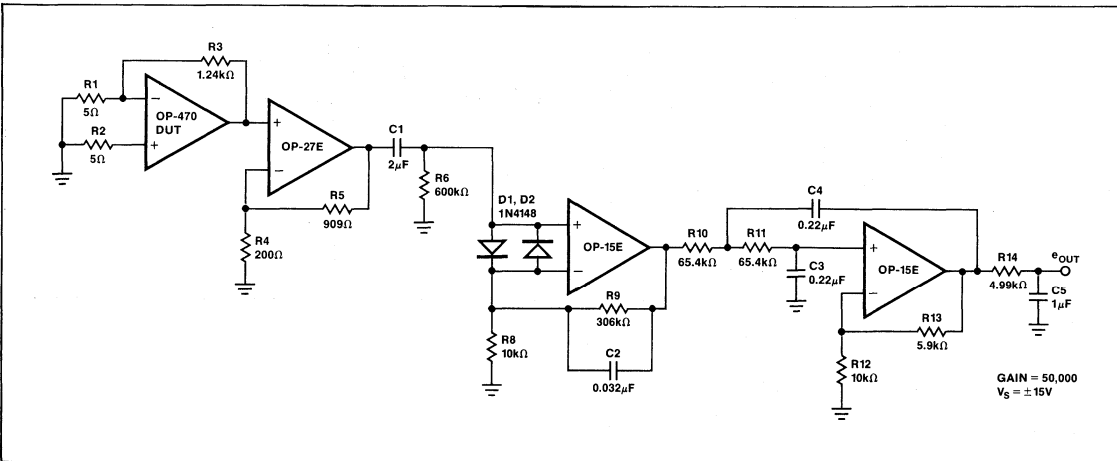 R3
1.24kΩ
R1
5Ω
R2
5Ω
−
+
OP-470
DUT
+
−
OP-27E
R5
909Ω
R4
200Ω
C1
2μF
R6
600kΩ
D1, D2
1N4148
+
−
OP-15E
R9
306kΩ
C2
0.032μF
R8
10kΩ
R10
65.4kΩ
R11
65.4kΩ
C4
0.22μF
C3
0.22μF
+
−
OP-15E
R13
5.9kΩ
R12
10kΩ
R14
4.99kΩ
eOUT
C5
1μF
GAIN = 50,000
VS = ±15V